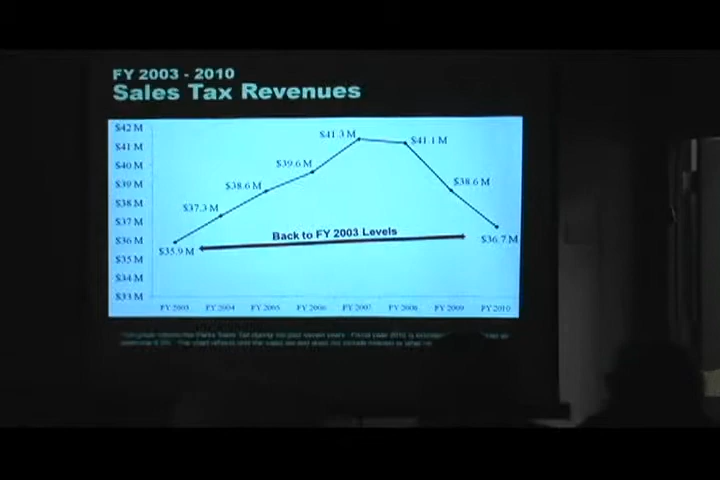 FY 2003 - 2010
Sales Tax Revenues
$42 M
$41 M
$40 M
$39 M
$38 M
$37 M
$36 M
$35 M
$34 M
$33 M
$35.9 M
$37.3 M
$38.6 M
$39.6 M
$41.3 M
$41.1 M
$38.6 M
$36.7 M
Back to FY 2003 Levels
FY 2003 FY 2004 FY 2005 FY 2006 FY 2007 FY 2008 FY 2009 FY 2010